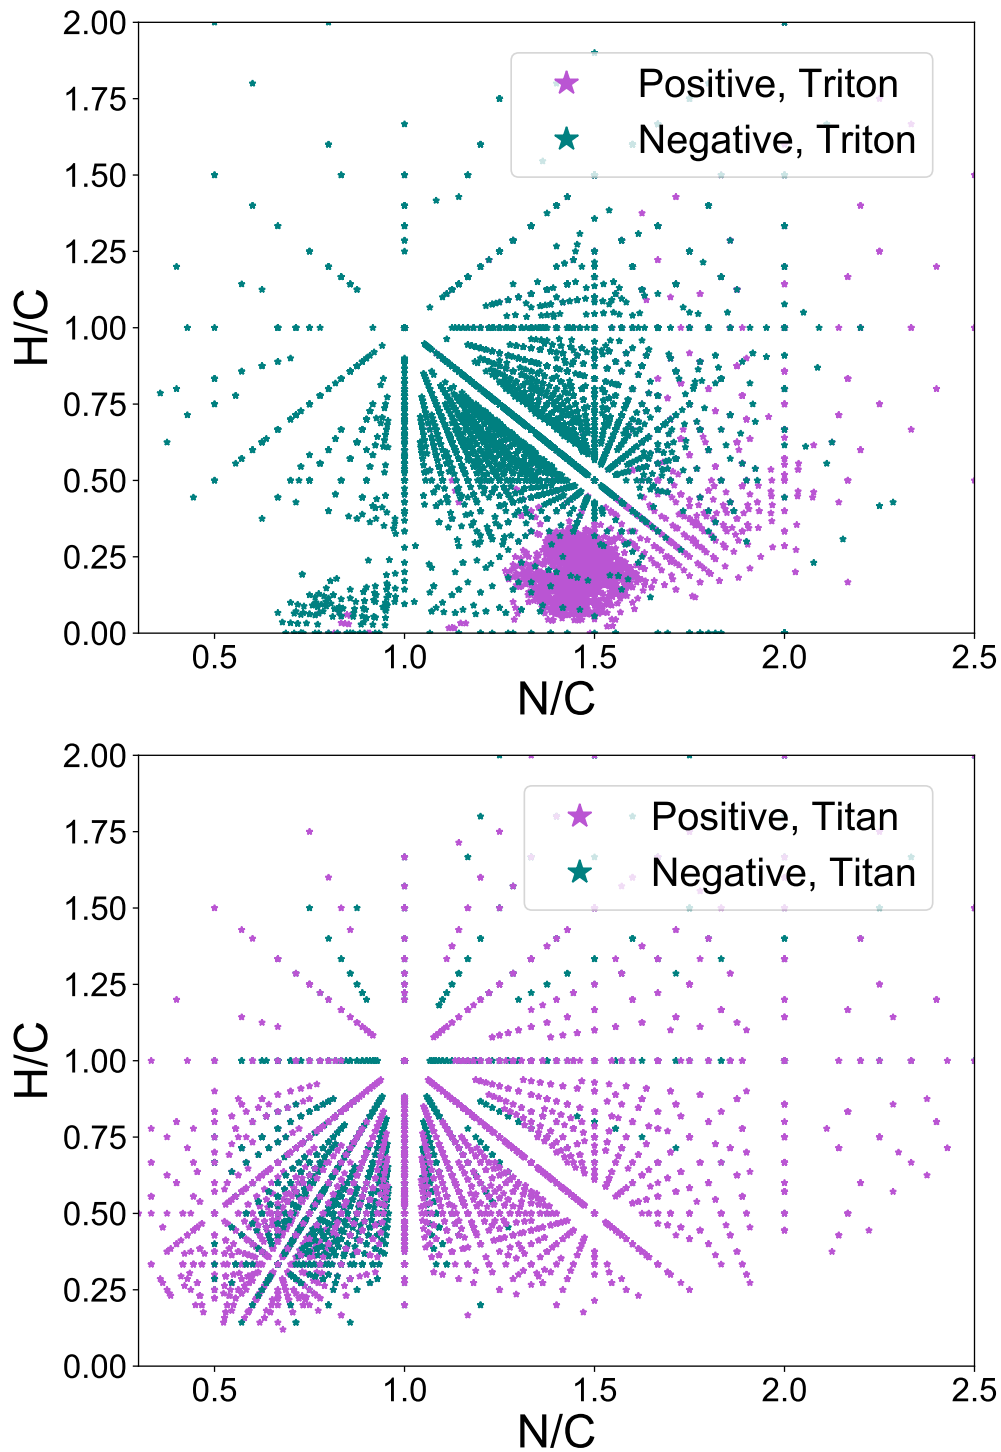 2.00
1.75
1.50
1.25
1.00
0.75
0.50
0.25
0.00
H/C
Positive, Triton
Negative, Triton
0.5 1.0 1.5 2.0 2.5
N/C
2.00
1.75
1.50
1.25
1.00
0.75
0.50
0.25
0.00
H/C
Positive, Titan
Negative, Titan
0.5 1.0 1.5 2.0 2.5
N/C